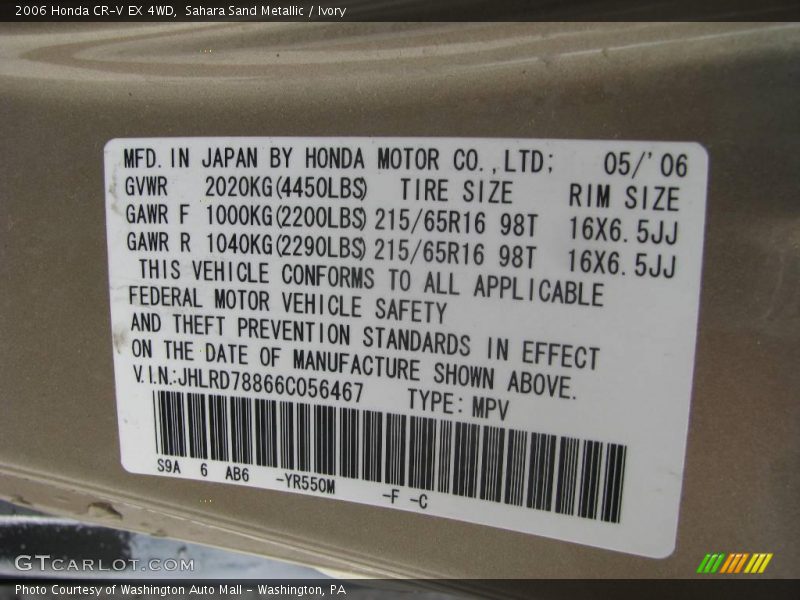 2006 Honda CR-V EX 4WD, Sahara Sand Metallic / Ivory
MFD. IN JAPAN BY HONDA MOTOR CO.,LTD; 05/'06
GVWR 2020KG(4450LBS) TIRE SIZE RIM SIZE
GAWR F 1000KG(2200LBS) 215/65R16 98T 16X6.5JJ
GAWR R 1040KG(2290LBS) 215/65R16 98T 16X6.5JJ
THIS VEHICLE CONFORMS TO ALL APPLICABLE
FEDERAL MOTOR VEHICLE SAFETY
AND THEFT PREVENTION STANDARDS IN EFFECT
ON THE DATE OF MANUFACTURE SHOWN ABOVE.
V.I.N.:JHLRD78866C056467 TYPE: MPV
S9A 6 AB6 -YR550M -F -C
GTCARLOT.COM
Photo Courtesy of Washington Auto Mall - Washington, PA